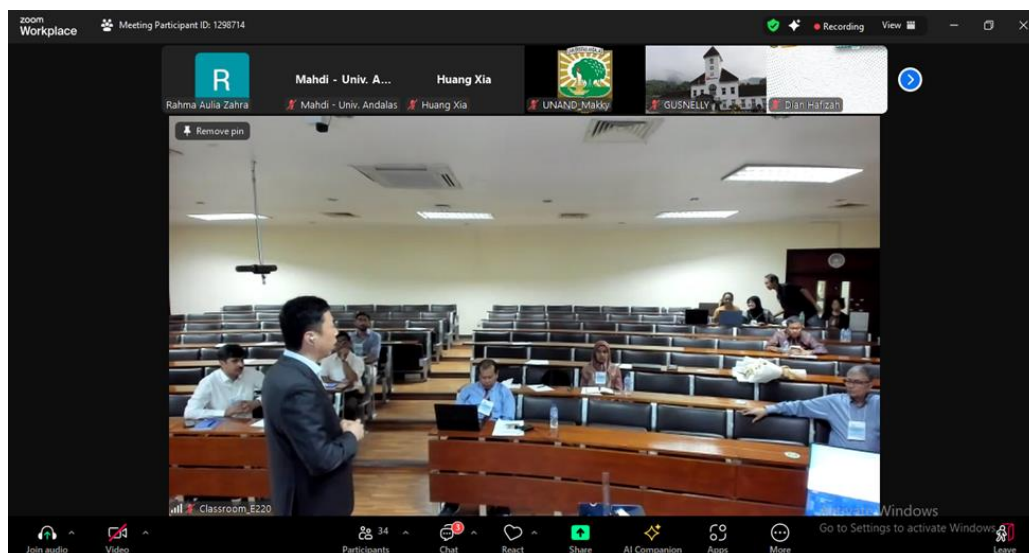 zoom
Workplace
Meeting Participant ID: 1298714
Recording
View
R
Rahma Aulia Zahra
Mahdi - Univ. A...
Mahdi - Univ. Andalas
Huang Xia
Huang Xia
UNAND_Makky
GUSNELLY
Dian Hafizah
Remove pin
Classroom_E220
Activate Windows
Go to Settings to activate Windows.
Join audio
Video
34
Participants
3
Chat
React
Share
AI Companion
Apps
More
Leave